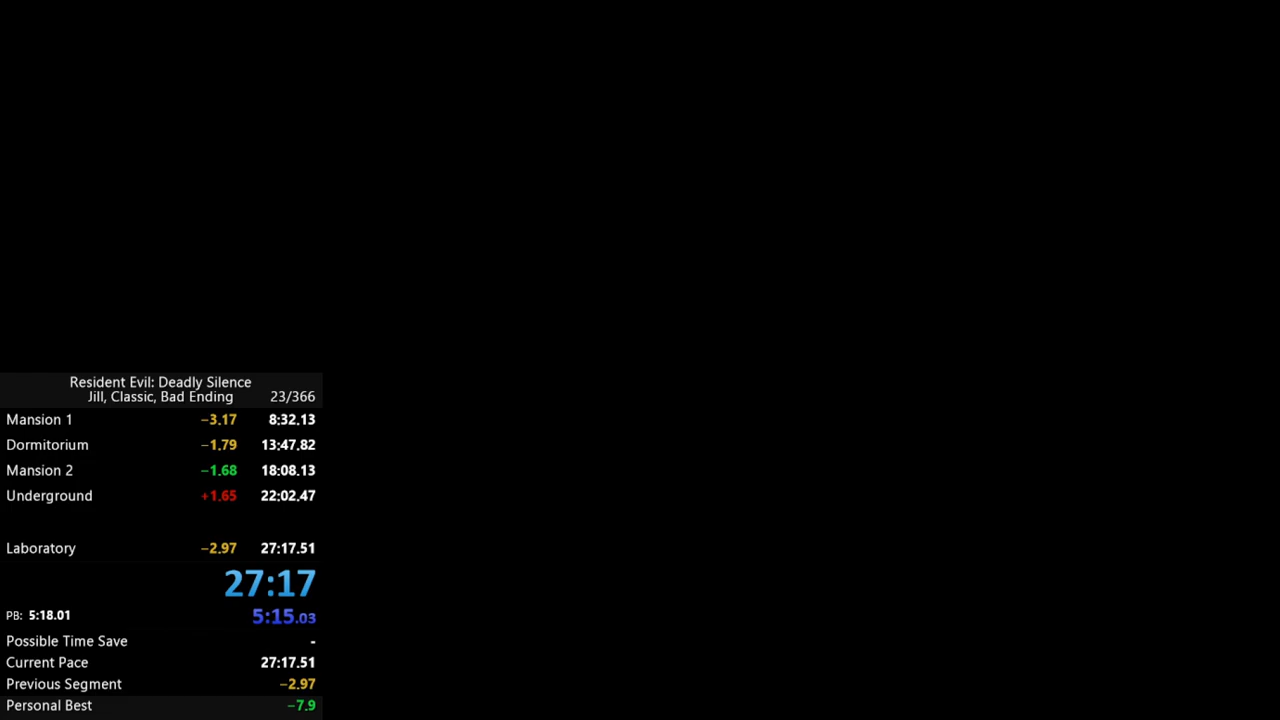 Resident Evil: Deadly Silence
Jill, Classic, Bad Ending 23/366
Mansion 1 −3.17 8:32.13
Dormitorium −1.79 13:47.82
Mansion 2 −1.68 18:08.13
Underground +1.65 22:02.47
Laboratory −2.97 27:17.51
27:17
PB: 5:18.01 5:15.03
Possible Time Save -
Current Pace 27:17.51
Previous Segment −2.97
Personal Best −7.9